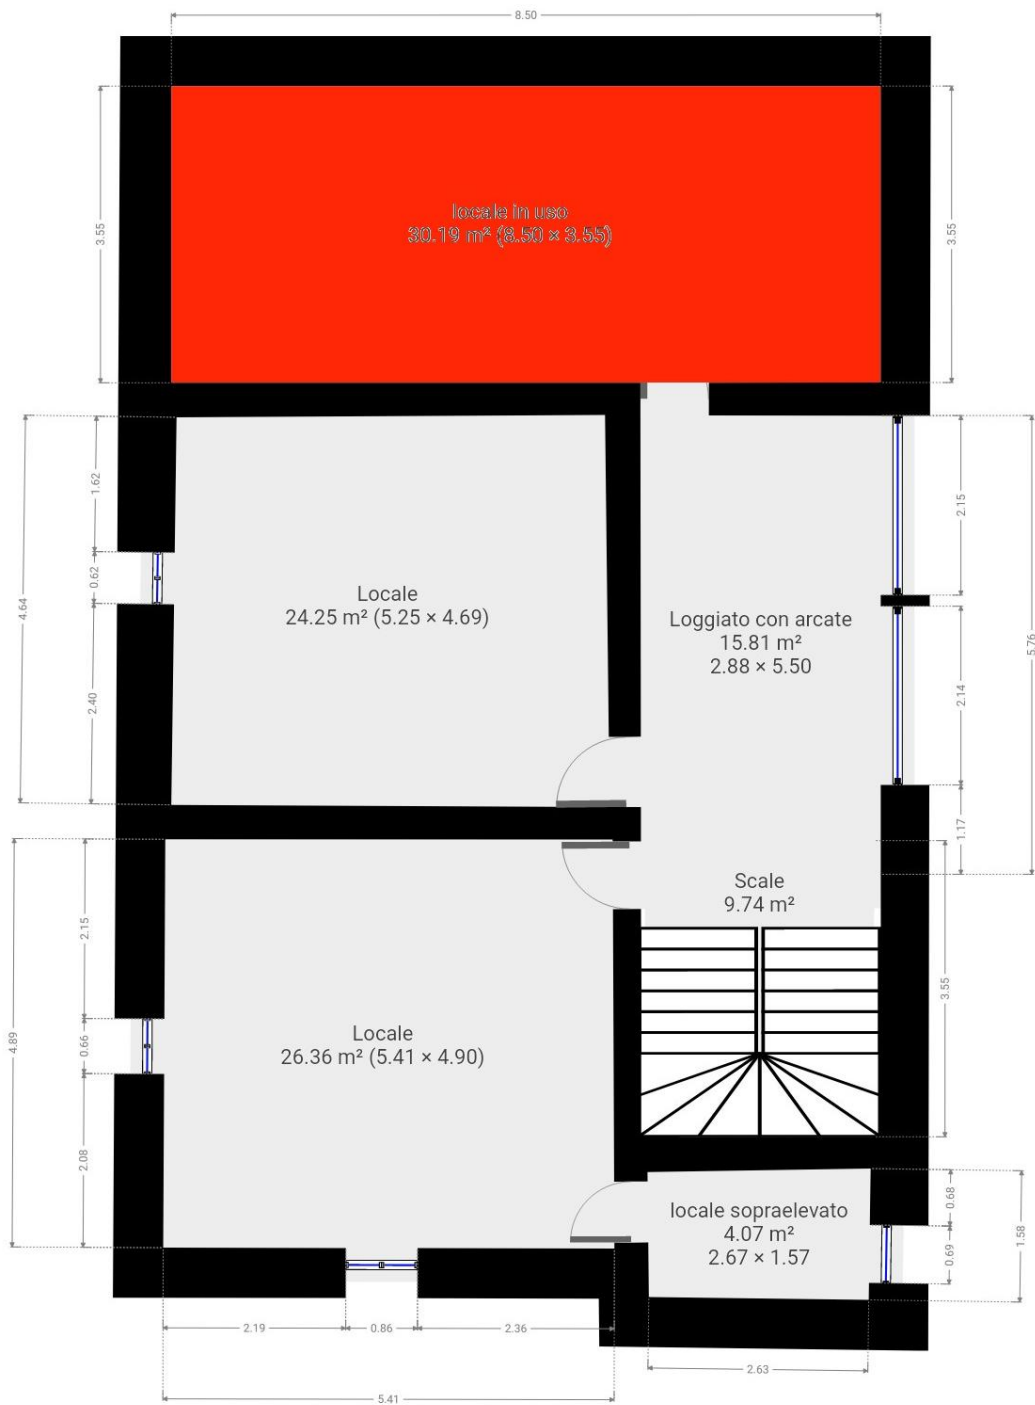 8.50
3.55
3.55
locale in uso
30.19 m² (8.50 × 3.55)
1.62
0.62
2.40
4.64
Locale
24.25 m² (5.25 × 4.69)
Loggiato con arcate
15.81 m²
2.88 × 5.50
2.15
2.14
1.17
5.76
Scale
9.74 m²
3.55
2.15
0.66
2.08
4.89
Locale
26.36 m² (5.41 × 4.90)
locale sopraelevato
4.07 m²
2.67 × 1.57
0.68
0.69
1.58
2.19
0.86
2.36
2.63
5.41